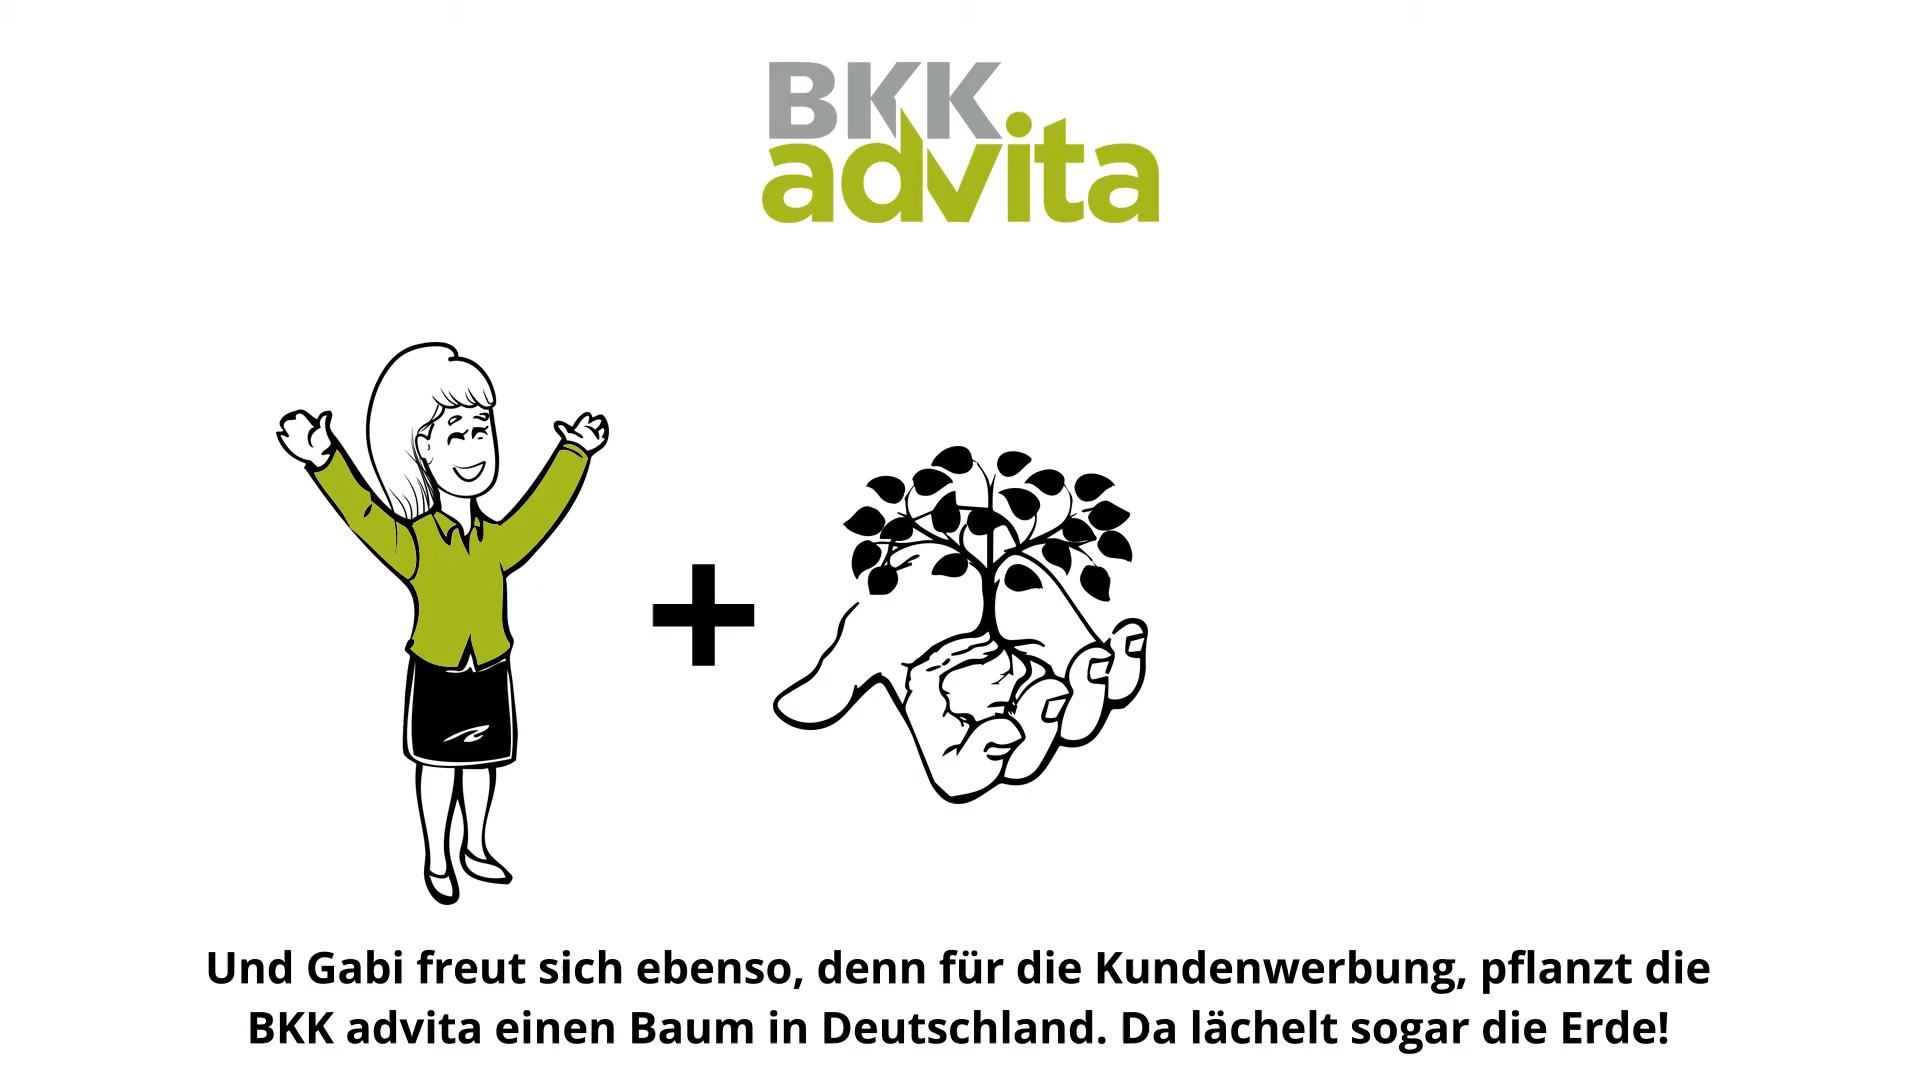 BKK
advita
Und Gabi freut sich ebenso, denn für die Kundenwerbung, pflanzt die
BKK advita einen Baum in Deutschland. Da lächelt sogar die Erde!